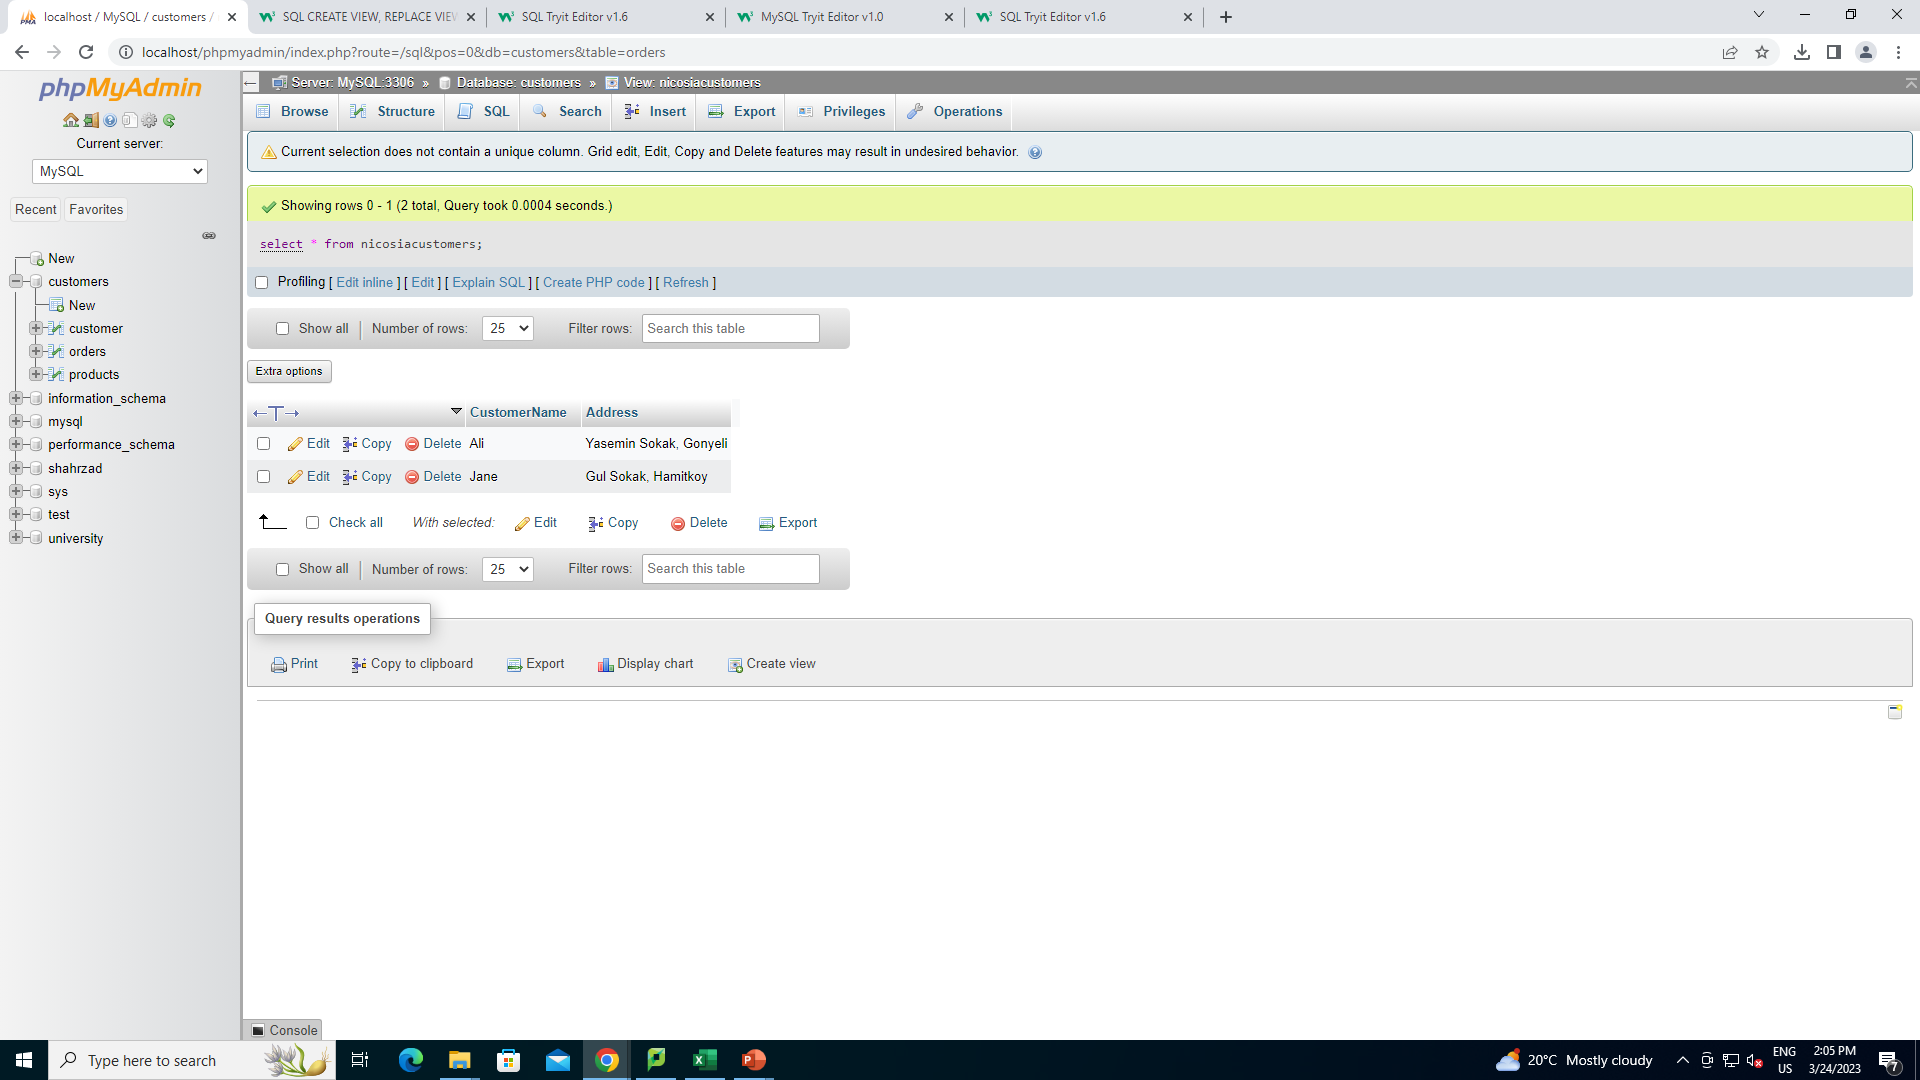 localhost / MySQL / customers /
SQL CREATE VIEW, REPLACE VIEW
SQL Tryit Editor v1.6
MySQL Tryit Editor v1.0
SQL Tryit Editor v1.6
localhost/phpmyadmin/index.php?route=/sql&pos=0&db=customers&table=orders
phpMyAdmin
Current server:
MySQL
Recent Favorites
New
customers
New
customer
orders
products
information_schema
mysql
performance_schema
shahrzad
sys
test
university
Server: MySQL:3306 » Database: customers » View: nicosiacustomers
Browse Structure SQL Search Insert Export Privileges Operations
Current selection does not contain a unique column. Grid edit, Edit, Copy and Delete features may result in undesired behavior.
Showing rows 0 - 1 (2 total, Query took 0.0004 seconds.)
select * from nicosiacustomers;
Profiling [ Edit inline ] [ Edit ] [ Explain SQL ] [ Create PHP code ] [ Refresh ]
Show all Number of rows: 25 Filter rows: Search this table
Extra options
←T→ CustomerName Address
Edit Copy Delete Ali Yasemin Sokak, Gonyeli
Edit Copy Delete Jane Gul Sokak, Hamitkoy
Check all With selected: Edit Copy Delete Export
Show all Number of rows: 25 Filter rows: Search this table
Query results operations
Print Copy to clipboard Export Display chart Create view
Console
Type here to search
20°C Mostly cloudy
ENG
US
2:05 PM
3/24/2023
7